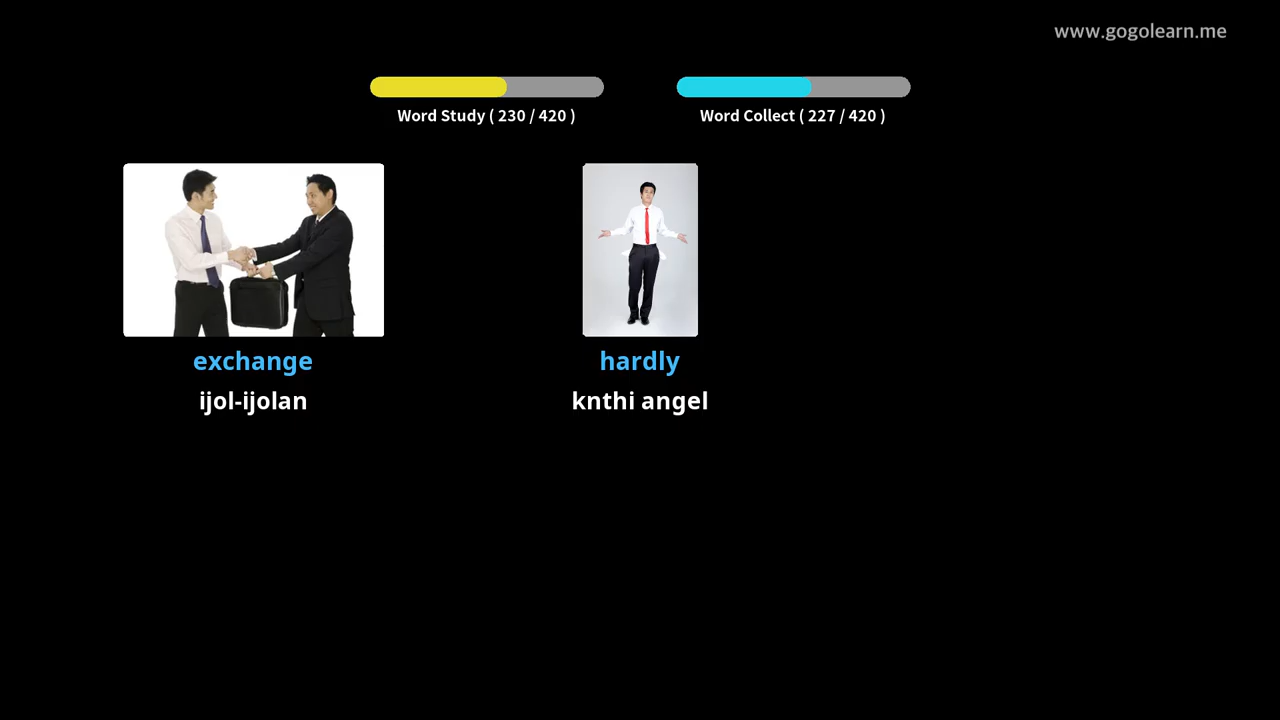 www.gogolearn.me
Word Study ( 230 / 420 )
Word Collect ( 227 / 420 )
exchange
ijol-ijolan
hardly
knthi angel